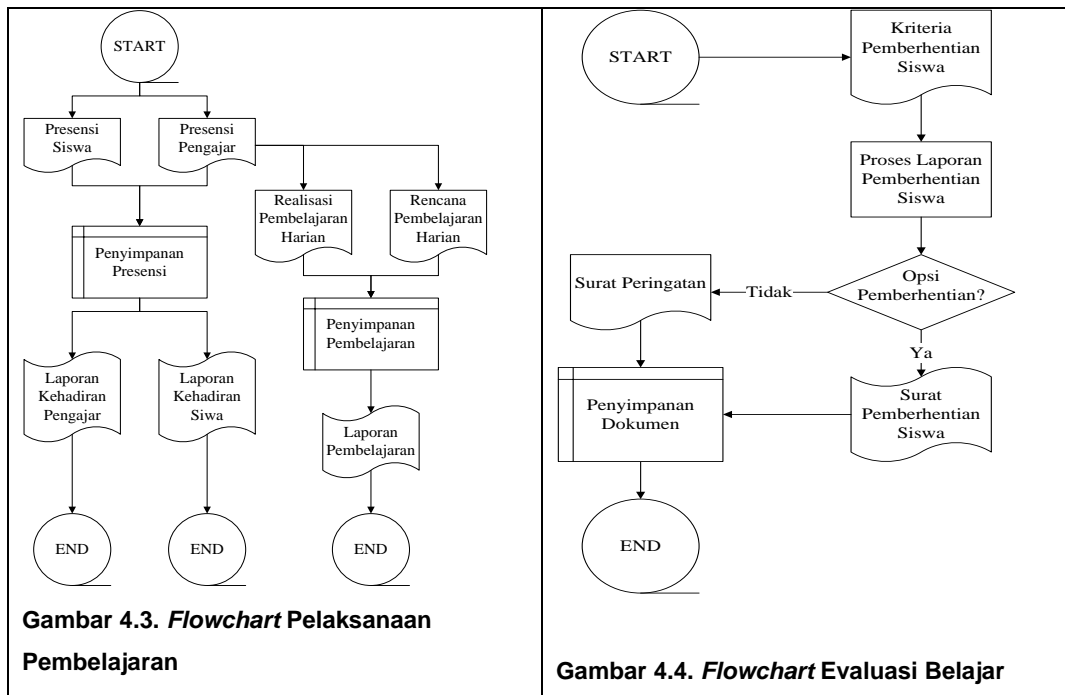 START
Presensi
Siswa
Presensi
Pengajar
Realisasi
Pembelajaran
Harian
Rencana
Pembelajaran
Harian
Penyimpanan
Presensi
Penyimpanan
Pembelajaran
Laporan
Kehadiran
Pengajar
Laporan
Kehadiran
Siwa
Laporan
Pembelajaran
END
END
END
Gambar 4.3. Flowchart Pelaksanaan
Pembelajaran
START
Kriteria
Pemberhentian
Siswa
Proses Laporan
Pemberhentian
Siswa
Opsi
Pemberhentian?
Tidak
Surat Peringatan
Ya
Surat
Pemberhentian
Siswa
Penyimpanan
Dokumen
END
Gambar 4.4. Flowchart Evaluasi Belajar